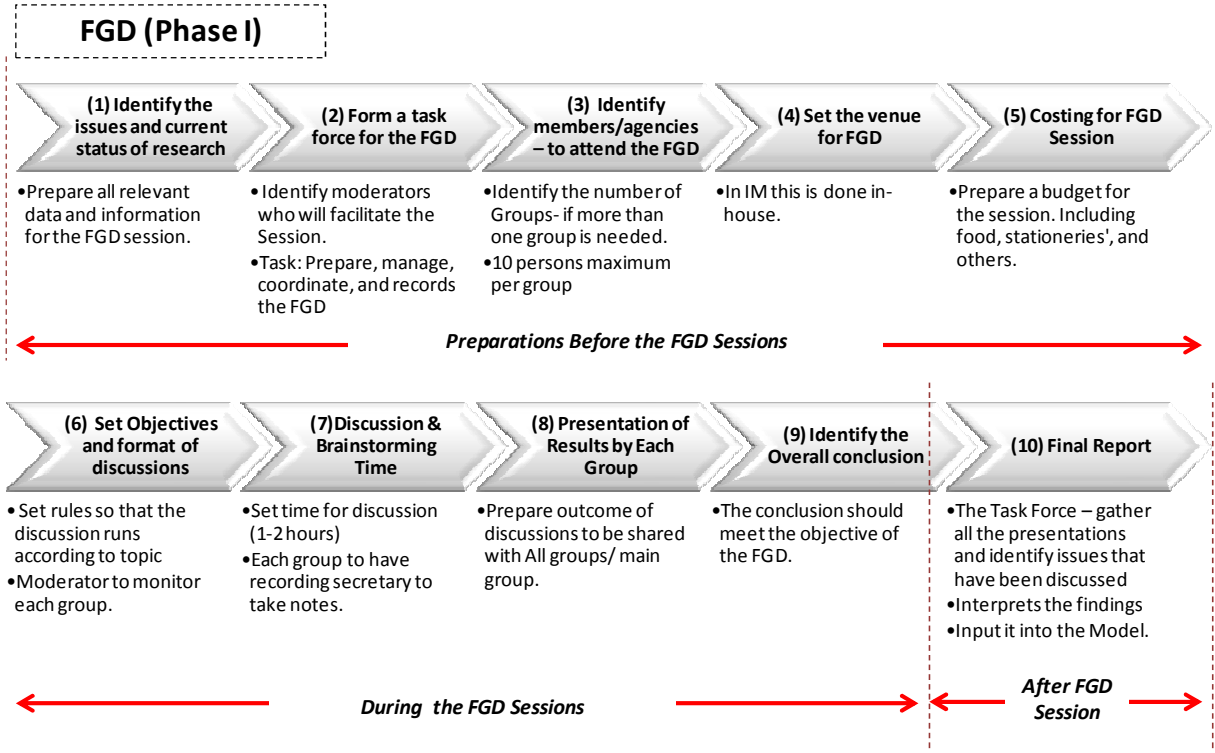 FGD (Phase I)
(1) Identify the
issues and current
status of research
(2) Form a task
force for the FGD
(3) Identify
members/agencies
– to attend the FGD
(4) Set the venue
for FGD
(5) Costing for FGD
Session
•Prepare all relevant
data and information
for the FGD session.
•Identify moderators
who will facilitate the
Session.
•Task: Prepare, manage,
coordinate, and records
the FGD
•Identify the number of
Groups- if more than
one group is needed.
•10 persons maximum
per group
•In IM this is done in-
house.
•Prepare a budget for
the session. Including
food, stationeries', and
others.
Preparations Before the FGD Sessions
(6) Set Objectives
and format of
discussions
(7)Discussion &
Brainstorming
Time
(8) Presentation of
Results by Each
Group
(9) Identify the
Overall conclusion
(10) Final Report
• Set rules so that the
discussion runs
according to topic
•Moderator to monitor
each group.
•Set time for discussion
(1-2 hours)
•Each group to have
recording secretary to
take notes.
•Prepare outcome of
discussions to be shared
with All groups/ main
group.
•The conclusion should
meet the objective of
the FGD.
•The Task Force – gather
all the presentations
and identify issues that
have been discussed
•Interprets the findings
•Input it into the Model.
During the FGD Sessions
After FGD
Session